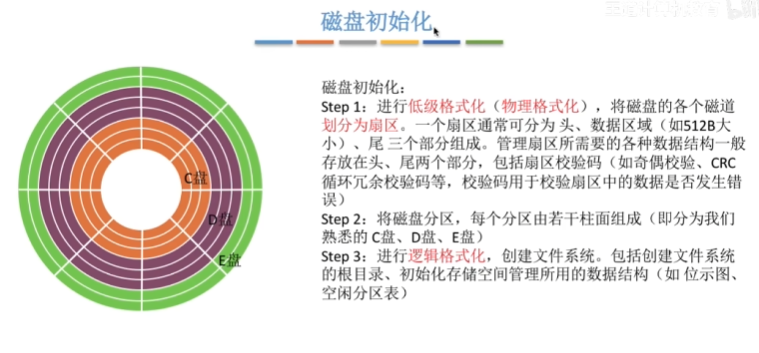 磁盘初始化
磁盘初始化：
Step 1：进行低级格式化（物理格式化），将磁盘的各个磁道
划分为扇区。一个扇区通常可分为 头、数据区域（如512B大
小）、尾 三个部分组成。管理扇区所需要的各种数据结构一般
存放在头、尾两个部分，包括扇区校验码（如奇偶校验、CRC
循环冗余校验码等，校验码用于校验扇区中的数据是否发生错
误）
Step 2：将磁盘分区，每个分区由若干柱面组成（即分为我们
熟悉的 C盘、D盘、E盘）
Step 3：进行逻辑格式化，创建文件系统。包括创建文件系统
的根目录、初始化存储空间管理所用的数据结构（如 位示图、
空闲分区表）
C盘
D盘
E盘